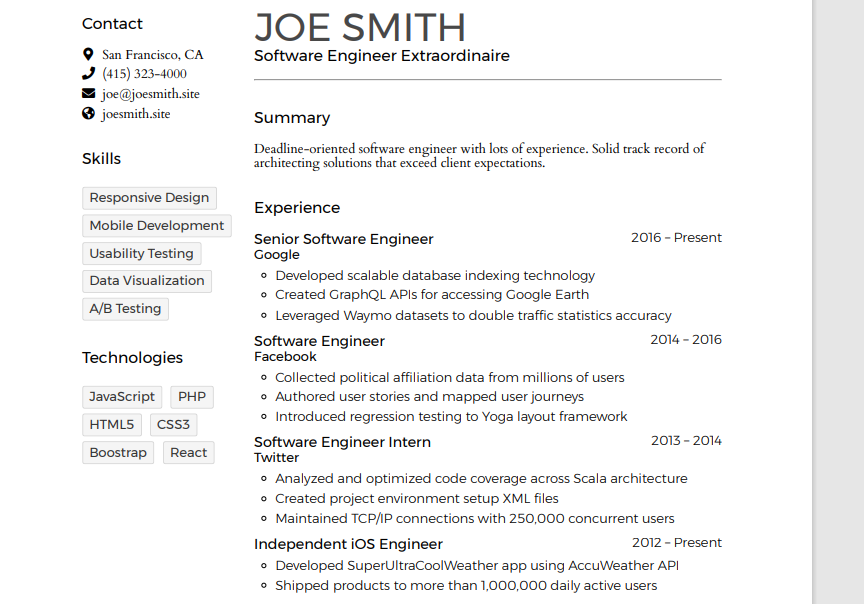 Contact
San Francisco, CA
(415) 323-4000
joe@joesmith.site
joesmith.site
Skills
Responsive Design
Mobile Development
Usability Testing
Data Visualization
A/B Testing
Technologies
JavaScript PHP
HTML5 CSS3
Boostrap React
JOE SMITH
Software Engineer Extraordinaire
Summary
Deadline-oriented software engineer with lots of experience. Solid track record of
architecting solutions that exceed client expectations.
Experience
Senior Software Engineer 2016 – Present
Google
Developed scalable database indexing technology
Created GraphQL APIs for accessing Google Earth
Leveraged Waymo datasets to double traffic statistics accuracy
Software Engineer 2014 – 2016
Facebook
Collected political affiliation data from millions of users
Authored user stories and mapped user journeys
Introduced regression testing to Yoga layout framework
Software Engineer Intern 2013 – 2014
Twitter
Analyzed and optimized code coverage across Scala architecture
Created project environment setup XML files
Maintained TCP/IP connections with 250,000 concurrent users
Independent iOS Engineer 2012 – Present
Developed SuperUltraCoolWeather app using AccuWeather API
Shipped products to more than 1,000,000 daily active users